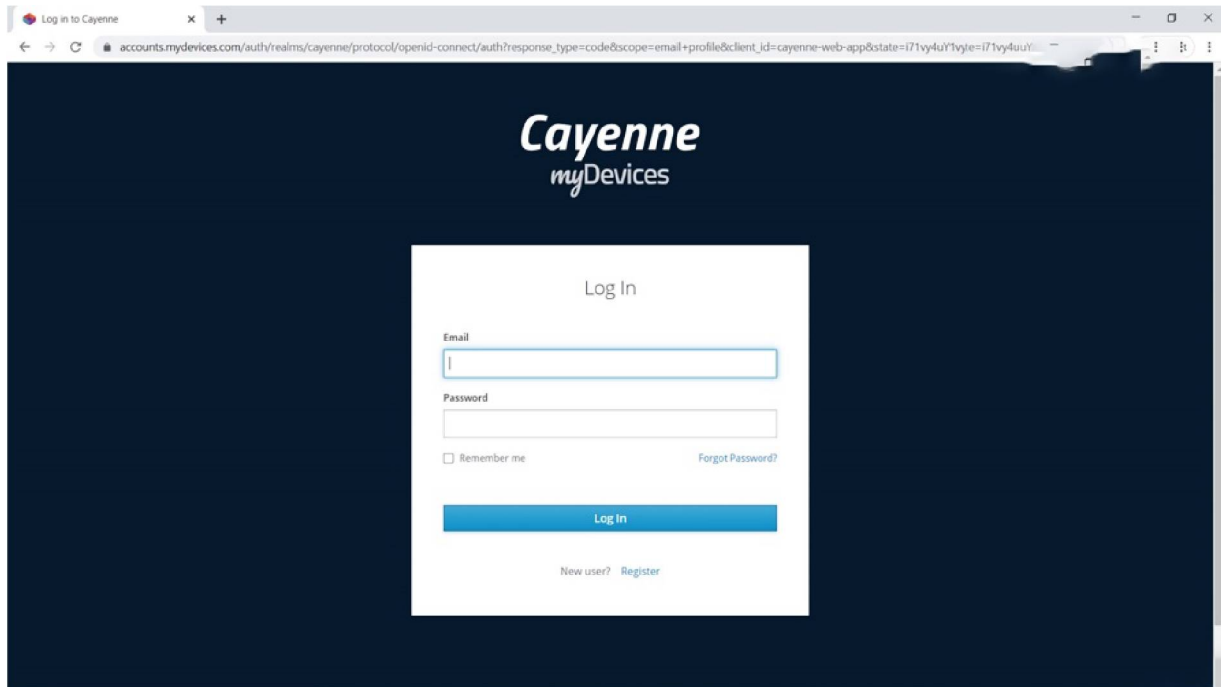 Log in to Cayenne
accounts.mydevices.com/auth/realms/cayenne/protocol/openid-connect/auth?response_type=code&scope=email+profile&client_id=cayenne-web-app&state=i71vy4uY1vyte=i71vy4uuY
Cayenne
myDevices
Log In
Email
Password
Remember me Forgot Password?
Log In
New user? Register